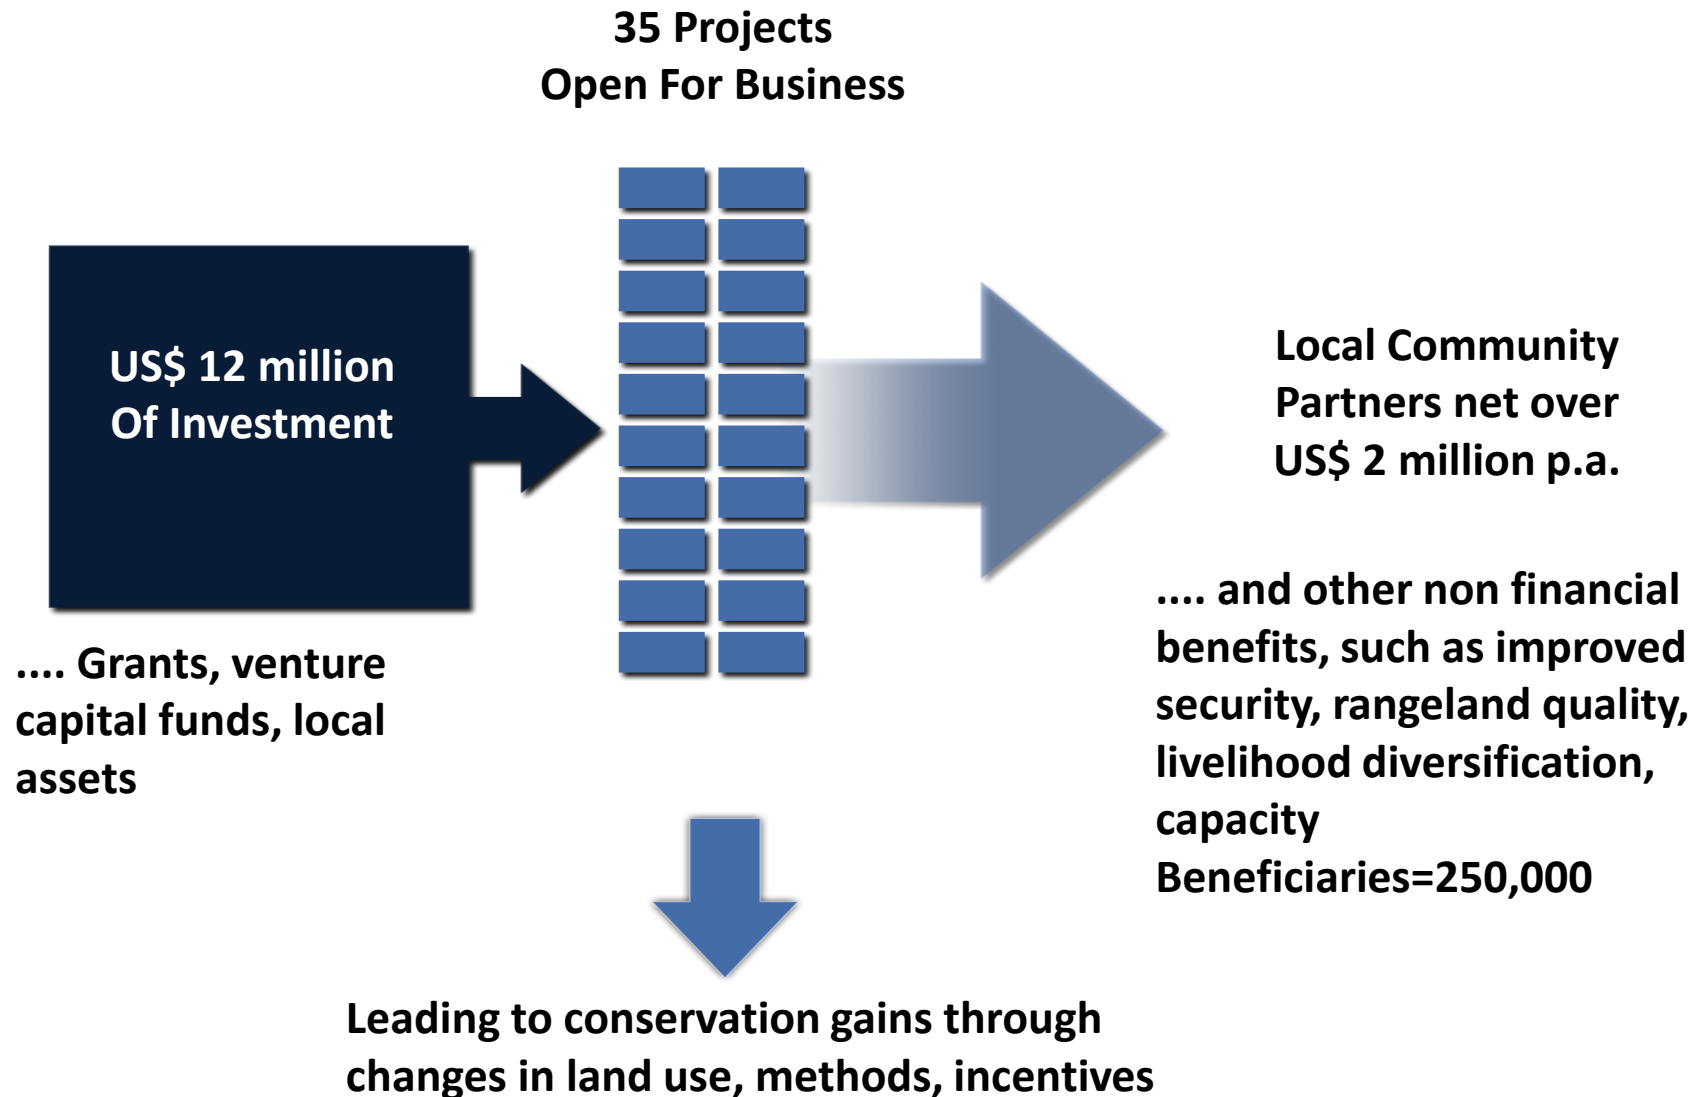 35 Projects
Open For Business
US$ 12 million
Of Investment
.... Grants, venture
capital funds, local
assets
Local Community
Partners net over
US$ 2 million p.a.
.... and other non financial
benefits, such as improved
security, rangeland quality,
livelihood diversification,
capacity
Beneficiaries=250,000
Leading to conservation gains through
changes in land use, methods, incentives